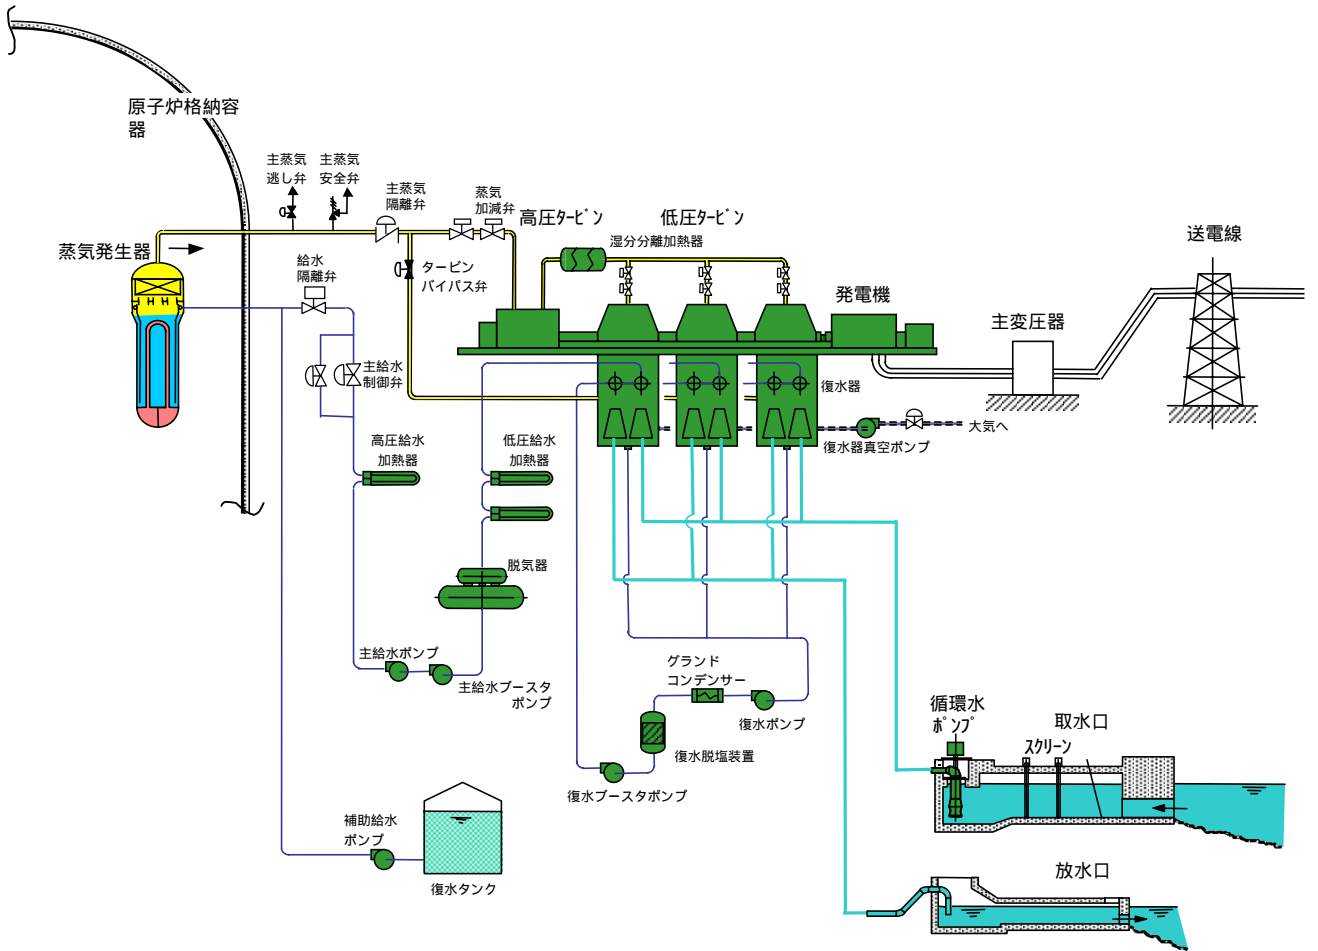 原子炉格納容
器
主蒸気
逃し弁
主蒸気
安全弁
主蒸気
隔離弁
蒸気
加減弁
高圧ﾀｰﾋﾞﾝ
低圧ﾀｰﾋﾞﾝ
湿分分離加熱器
送電線
蒸気発生器
給水
隔離弁
タービン
バイパス弁
発電機
主変圧器
主給水
制御弁
復水器
大気へ
復水器真空ポンプ
高圧給水
加熱器
低圧給水
加熱器
脱気器
主給水ポンプ
主給水ブースタ
ポンプ
グランド
コンデンサー
復水ポンプ
復水脱塩装置
復水ブースタポンプ
循環水
ﾎﾟﾝﾌﾟ
取水口
ｽｸﾘｰﾝ
補助給水
ポンプ
復水タンク
放水口